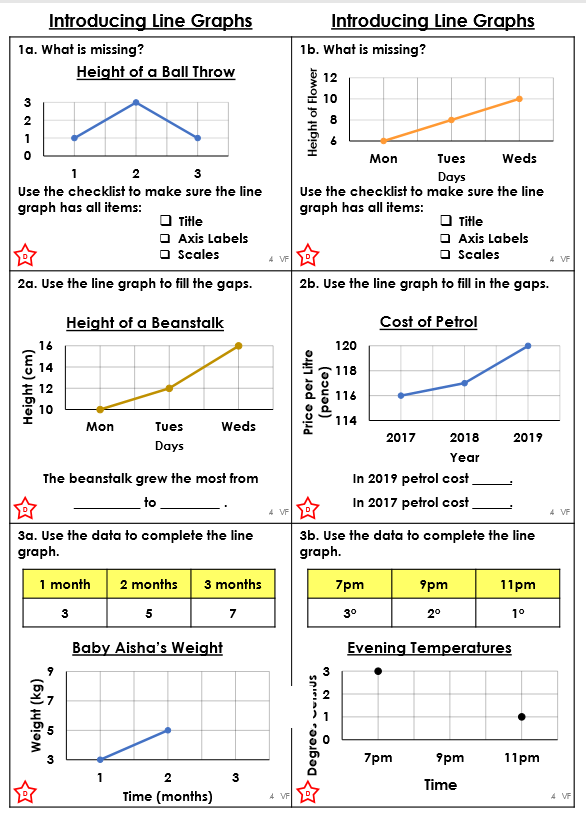 Introducing Line Graphs
Introducing Line Graphs
1a. What is missing?
Height of a Ball Throw
3
2
1
0
1 2 3
Use the checklist to make sure the line
graph has all items:
❑ Title
❑ Axis Labels
❑ Scales
D
4 VF
1b. What is missing?
Height of Flower
12
10
8
6
Mon Tues Weds
Days
Use the checklist to make sure the line
graph has all items:
❑ Title
❑ Axis Labels
❑ Scales
D
4 VF
2a. Use the line graph to fill the gaps.
Height of a Beanstalk
Height (cm)
16
14
12
10
Mon Tues Weds
Days
The beanstalk grew the most from
__________ to _________ .
D
4 VF
2b. Use the line graph to fill in the gaps.
Cost of Petrol
Price per Litre
(pence)
120
118
116
114
2017 2018 2019
Year
In 2019 petrol cost ______.
In 2017 petrol cost ______.
D
4 VF
3a. Use the data to complete the line
graph.
1 month 2 months 3 months
3 5 7
Baby Aisha's Weight
Weight (kg)
9
7
5
3
1 2 3
Time (months)
D
4 VF
3b. Use the data to complete the line
graph.
7pm 9pm 11pm
3° 2° 1°
Evening Temperatures
Degrees Celsius
3
2
1
0
7pm 9pm 11pm
Time
D
4 VF